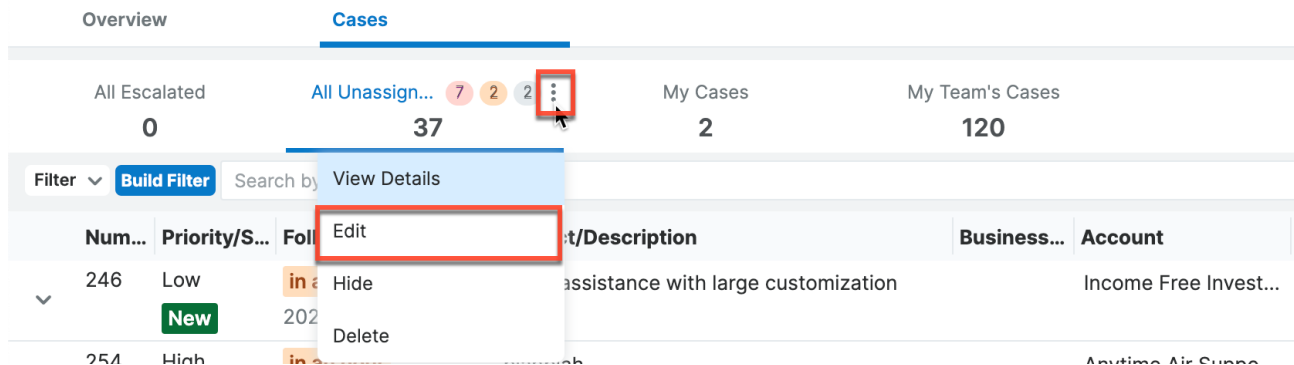 Overview Cases
All Escalated All Unassign... 7 2 2 My Cases My Team's Cases
0 37 2 120
Filter Build Filter Search by View Details
Edit
Num... Priority/S... Foll t/Description Business... Account
246 Low in a Hide assistance with large customization Income Free Invest...
New 202
Delete
254 High in Anytime Air Suppo